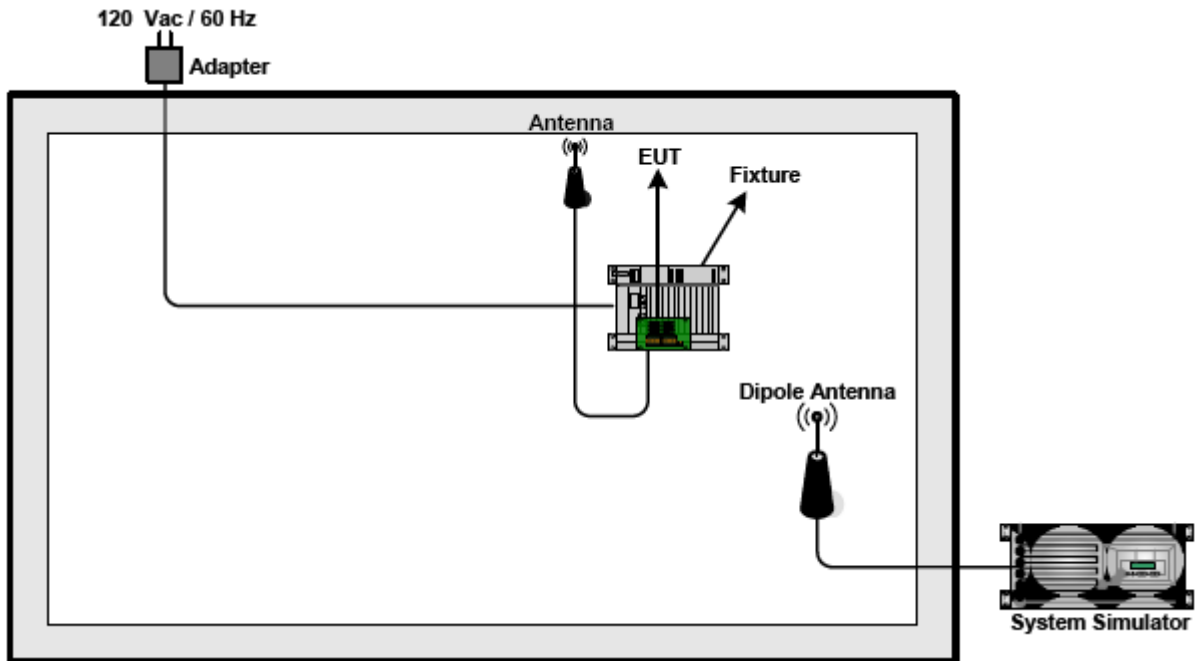 120 Vac / 60 Hz
Adapter
Antenna
EUT
Fixture
Dipole Antenna
System Simulator